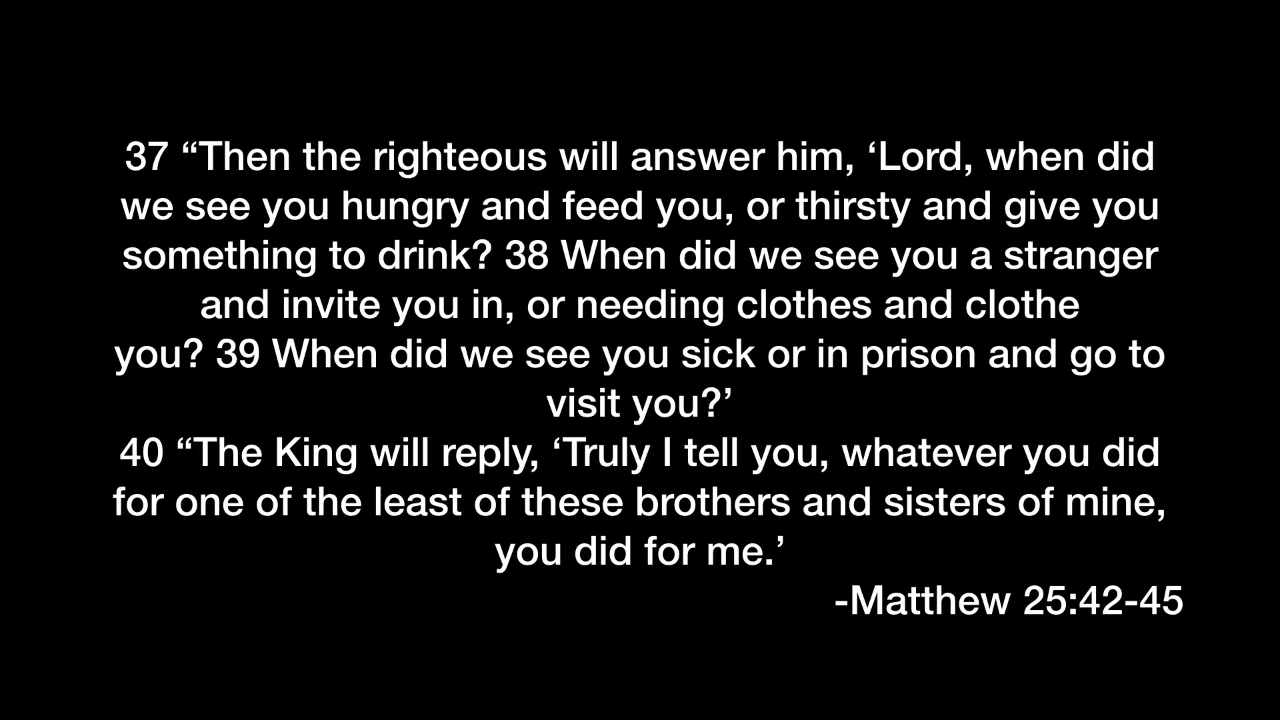 37 “Then the righteous will answer him, ‘Lord, when did
we see you hungry and feed you, or thirsty and give you
something to drink? 38 When did we see you a stranger
and invite you in, or needing clothes and clothe
you? 39 When did we see you sick or in prison and go to
visit you?’
40 “The King will reply, ‘Truly I tell you, whatever you did
for one of the least of these brothers and sisters of mine,
you did for me.’
-Matthew 25:42-45